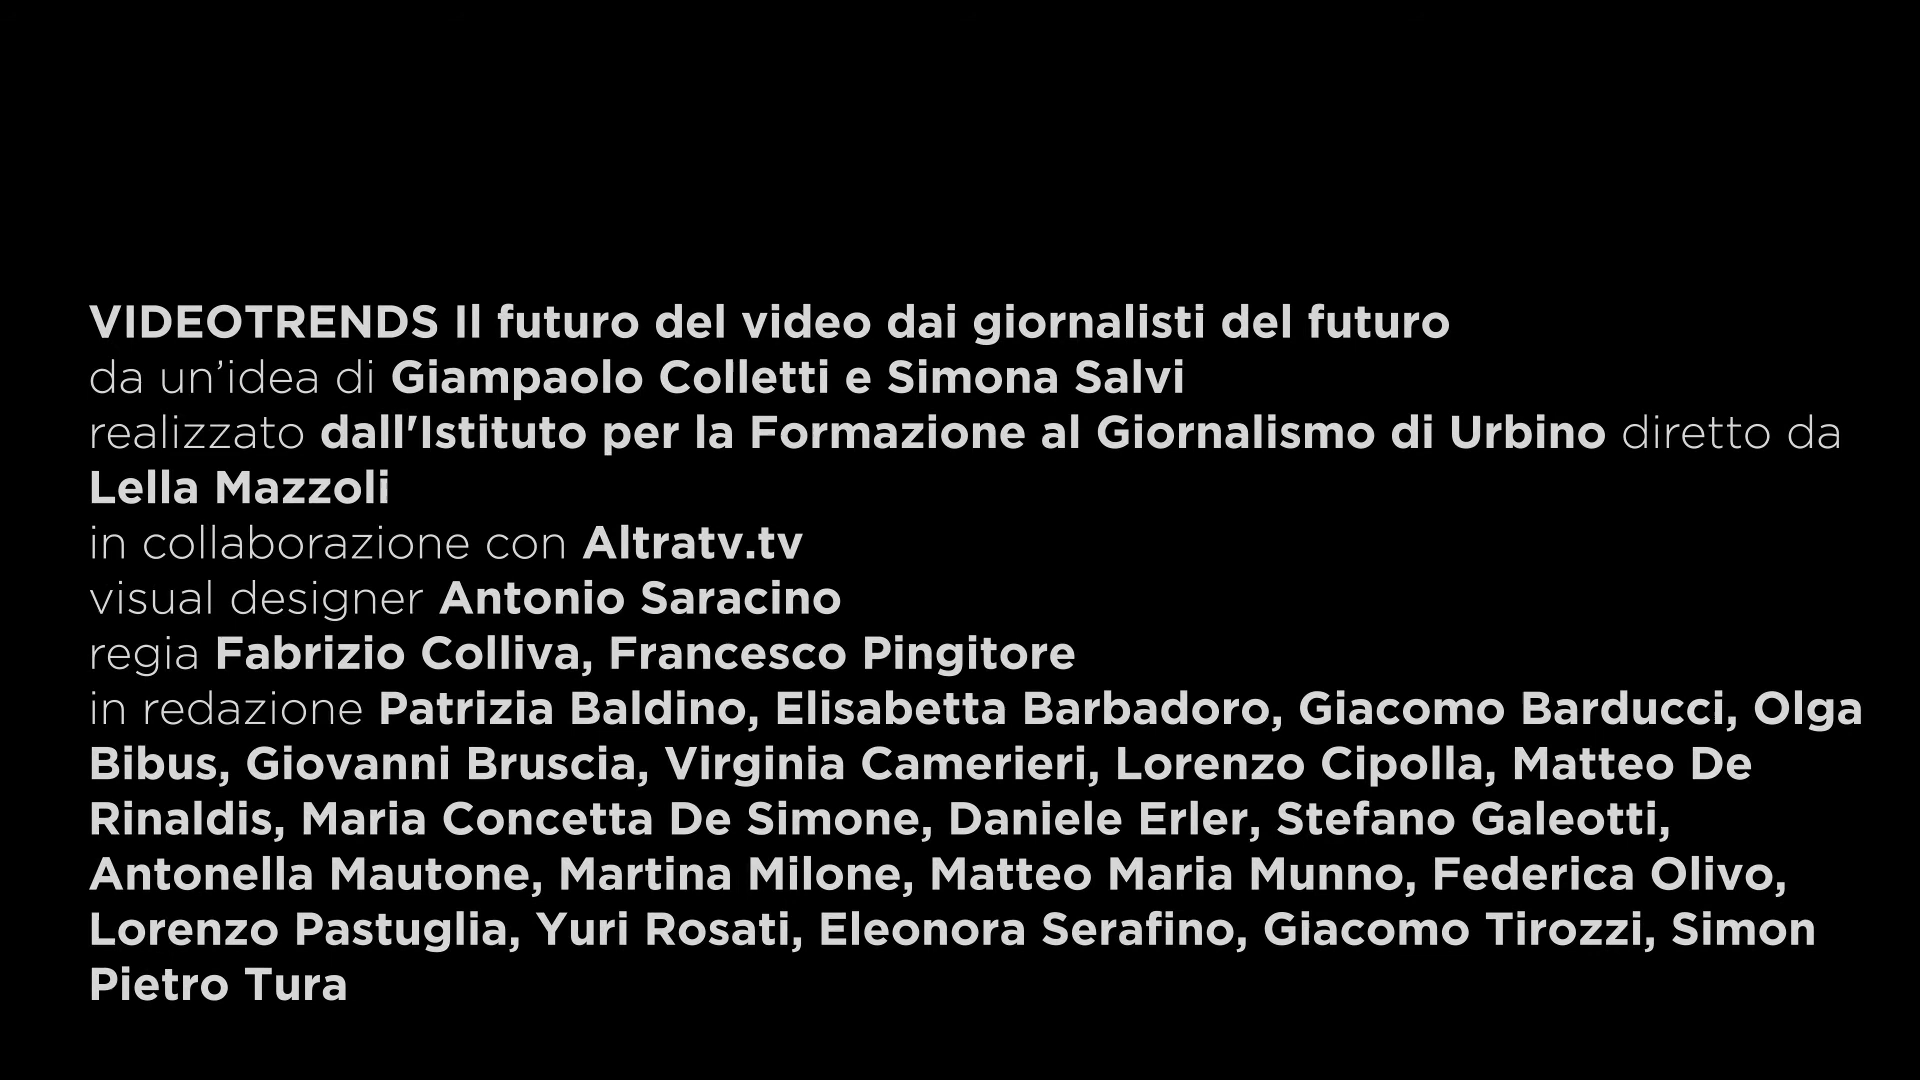 VIDEOTRENDS Il futuro del video dai giornalisti del futuro
da un’idea di Giampaolo Colletti e Simona Salvi
realizzato dall'Istituto per la Formazione al Giornalismo di Urbino diretto da
Lella Mazzoli
in collaborazione con Altratv.tv
visual designer Antonio Saracino
regia Fabrizio Colliva, Francesco Pingitore
in redazione Patrizia Baldino, Elisabetta Barbadoro, Giacomo Barducci, Olga
Bibus, Giovanni Bruscia, Virginia Camerieri, Lorenzo Cipolla, Matteo De
Rinaldis, Maria Concetta De Simone, Daniele Erler, Stefano Galeotti,
Antonella Mautone, Martina Milone, Matteo Maria Munno, Federica Olivo,
Lorenzo Pastuglia, Yuri Rosati, Eleonora Serafino, Giacomo Tirozzi, Simon
Pietro Tura